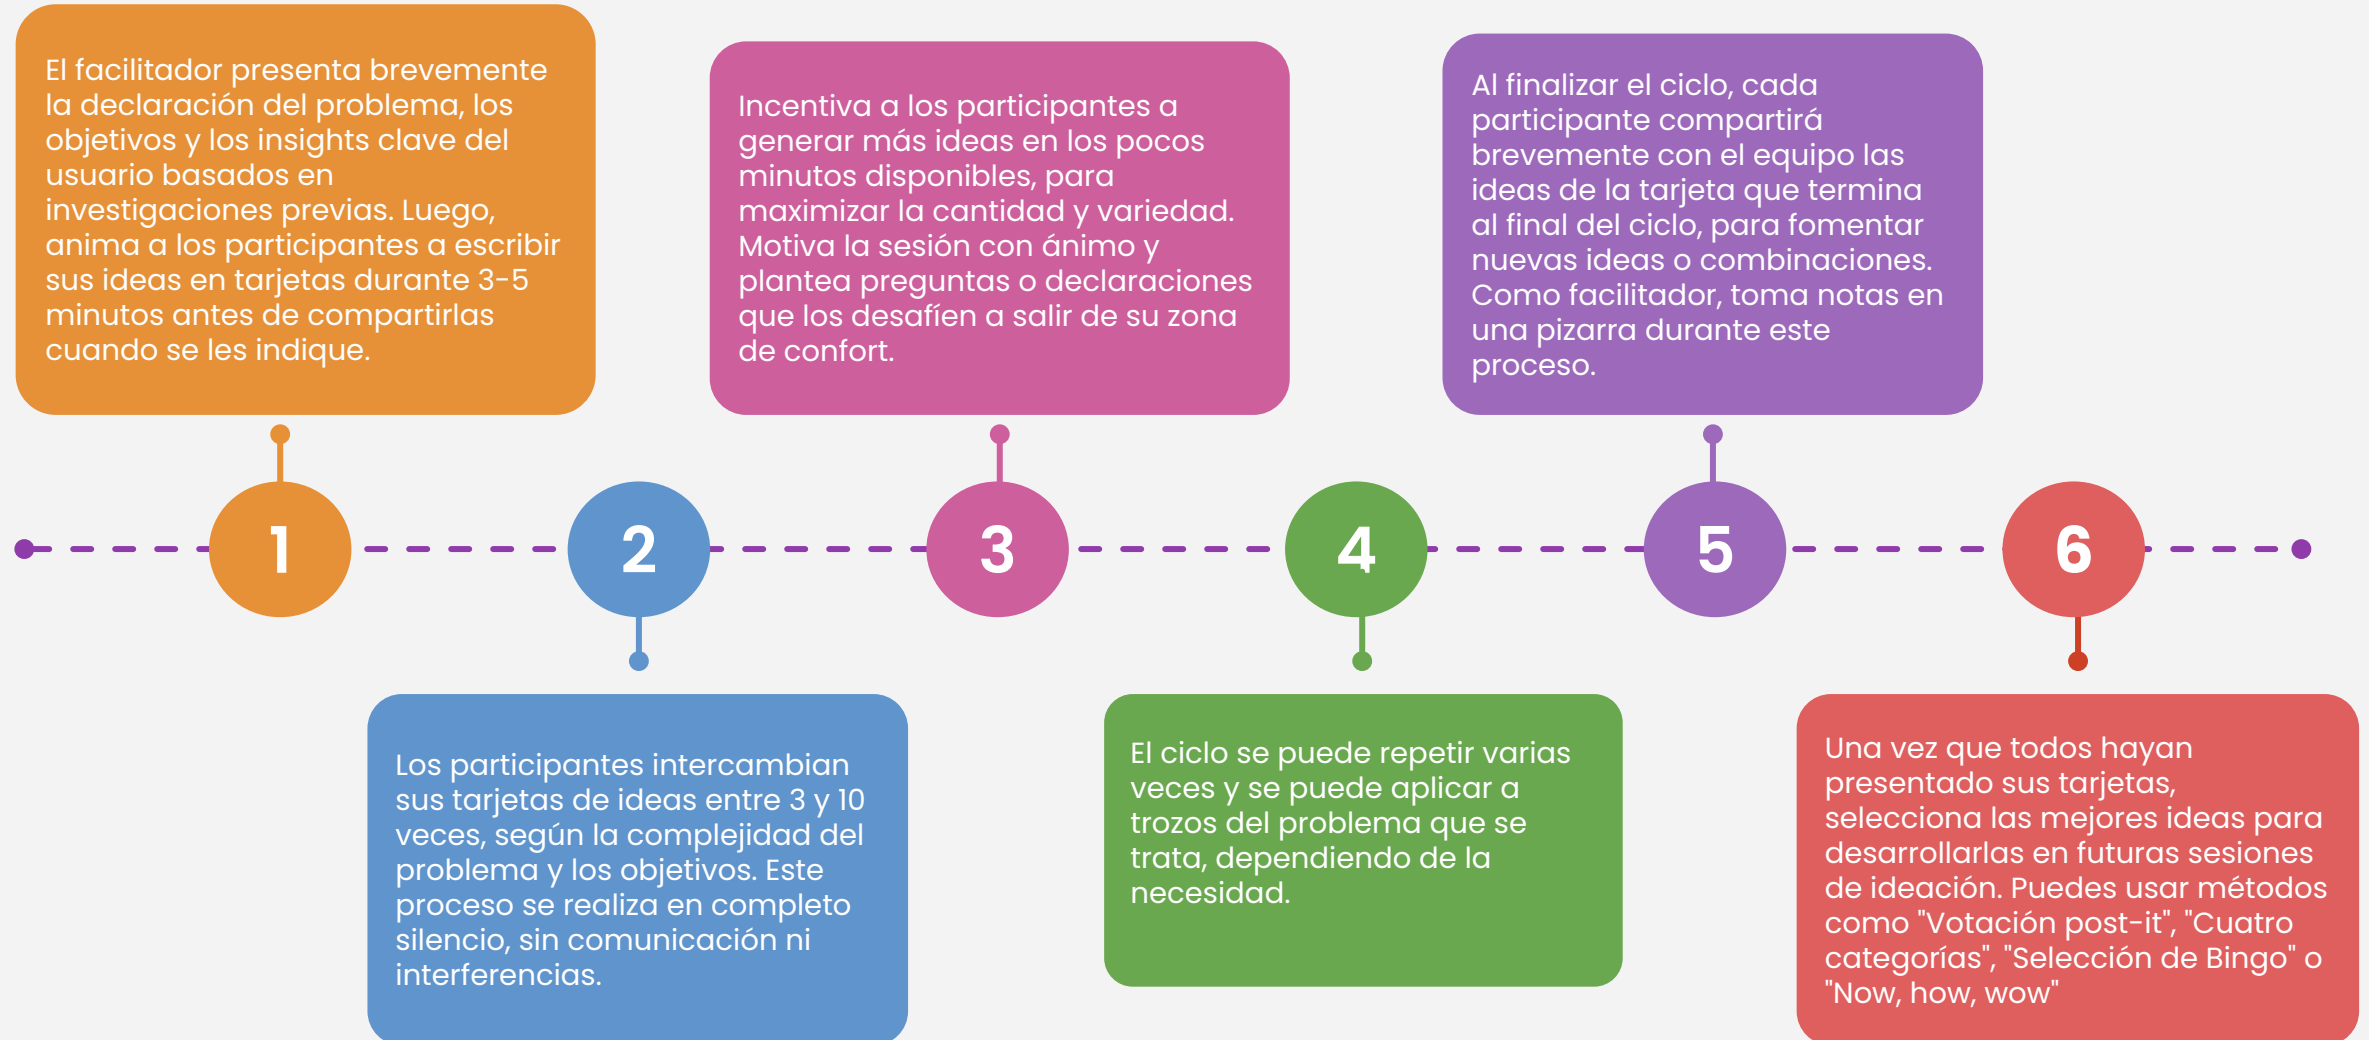 El facilitador presenta brevemente
la declaración del problema, los
objetivos y los insights clave del
usuario basados en
investigaciones previas. Luego,
anima a los participantes a escribir
sus ideas en tarjetas durante 3-5
minutos antes de compartirlas
cuando se les indique.
1
Los participantes intercambian
sus tarjetas de ideas entre 3 y 10
veces, según la complejidad del
problema y los objetivos. Este
proceso se realiza en completo
silencio, sin comunicación ni
interferencias.
2
Incentiva a los participantes a
generar más ideas en los pocos
minutos disponibles, para
maximizar la cantidad y variedad.
Motiva la sesión con ánimo y
plantea preguntas o declaraciones
que los desafíen a salir de su zona
de confort.
3
El ciclo se puede repetir varias
veces y se puede aplicar a
trozos del problema que se
trata, dependiendo de la
necesidad.
4
Al finalizar el ciclo, cada
participante compartirá
brevemente con el equipo las
ideas de la tarjeta que termina
al final del ciclo, para fomentar
nuevas ideas o combinaciones.
Como facilitador, toma notas en
una pizarra durante este
proceso.
5
Una vez que todos hayan
presentado sus tarjetas,
selecciona las mejores ideas para
desarrollarlas en futuras sesiones
de ideación. Puedes usar métodos
como "Votación post-it", "Cuatro
categorías", "Selección de Bingo" o
"Now, how, wow"
6